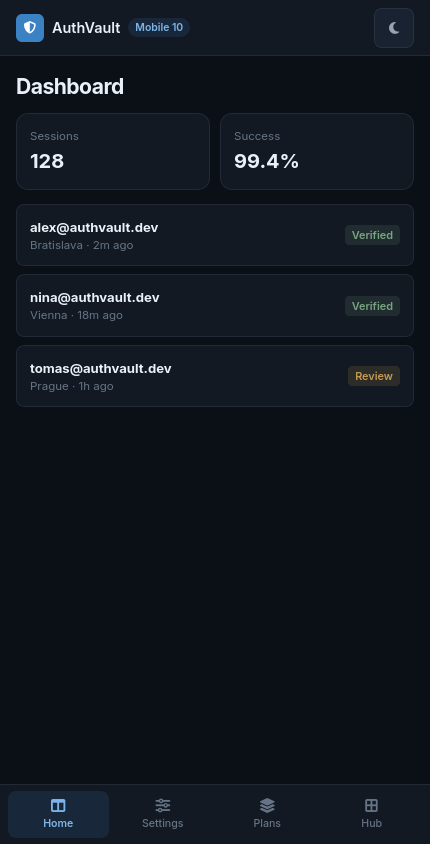 AuthVault Mobile 10
Dashboard
Sessions
128
Success
99.4%
alex@authvault.dev
Bratislava · 2m ago
Verified
nina@authvault.dev
Vienna · 18m ago
Verified
tomas@authvault.dev
Prague · 1h ago
Review
Home
Settings
Plans
Hub